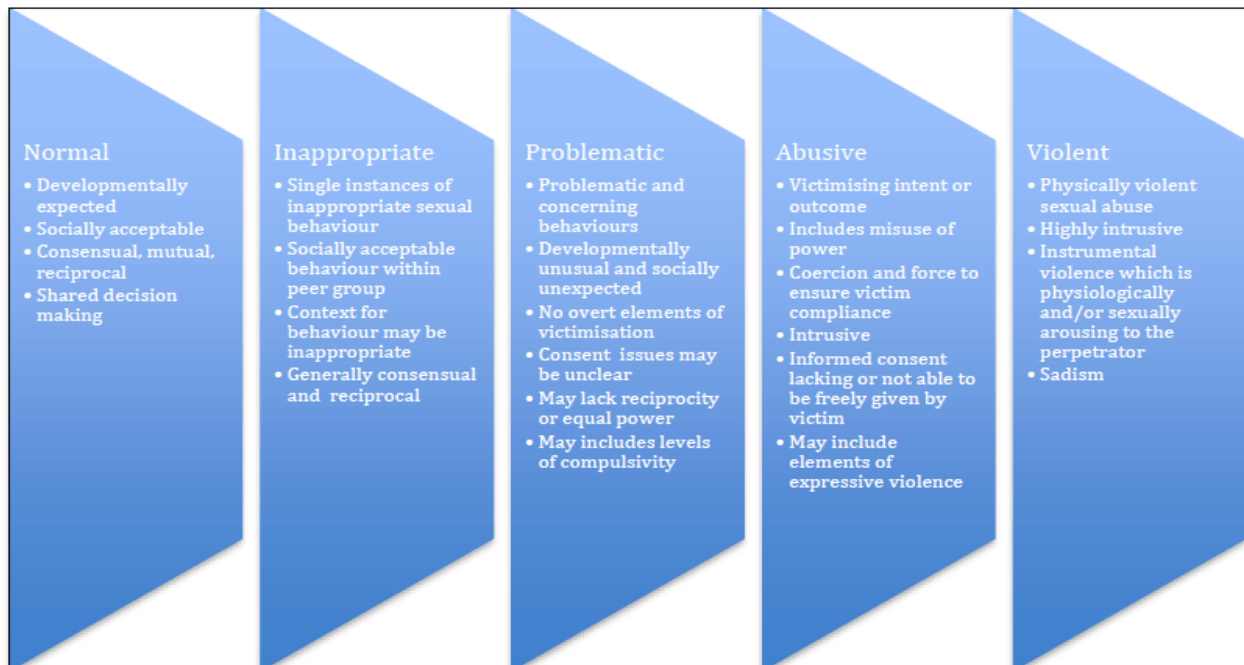 Normal
• Developmentally
expected
• Socially acceptable
• Consensual, mutual,
reciprocal
• Shared decision
making
Inappropriate
• Single instances of
inappropriate sexual
behaviour
• Socially acceptable
behaviour within
peer group
• Context for
behaviour may be
inappropriate
• Generally consensual
and reciprocal
Problematic
• Problematic and
concerning
behaviours
• Developmentally
unusual and socially
unexpected
• No overt elements of
victimisation
• Consent issues may
be unclear
• May lack reciprocity
or equal power
• May includes levels
of compulsivity
Abusive
• Victimising intent or
outcome
• Includes misuse of
power
• Coercion and force to
ensure victim
compliance
• Intrusive
• Informed consent
lacking or not able to
be freely given by
victim
• May include
elements of
expressive violence
Violent
• Physically violent
sexual abuse
• Highly intrusive
• Instrumental
violence which is
physiologically
and/or sexually
arousing to the
perpetrator
• Sadism